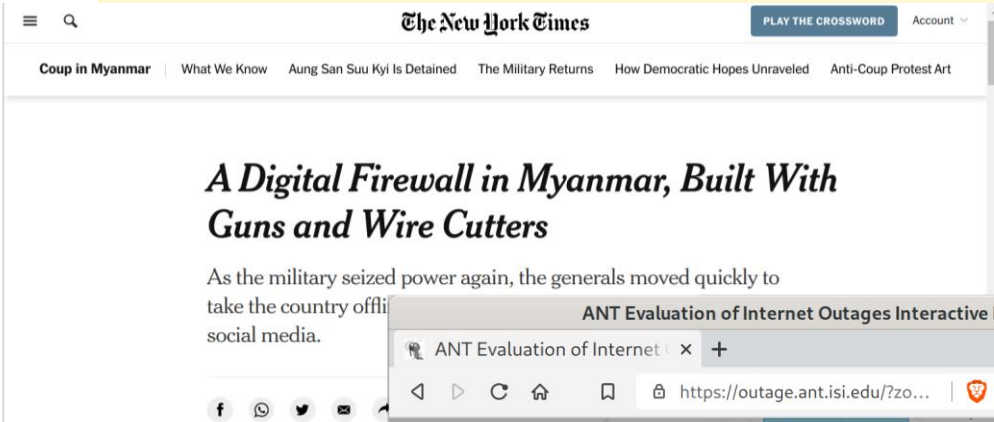 The New York Times
PLAY THE CROSSWORD
Account
Coup in Myanmar
What We Know
Aung San Suu Kyi Is Detained
The Military Returns
How Democratic Hopes Unraveled
Anti-Coup Protest Art
A Digital Firewall in Myanmar, Built With
Guns and Wire Cutters
As the military seized power again, the generals moved quickly to
take the country offli
social media.
ANT Evaluation of Internet Outages Interactive
ANT Evaluation of Internet
https://outage.ant.isi.edu/?zo...